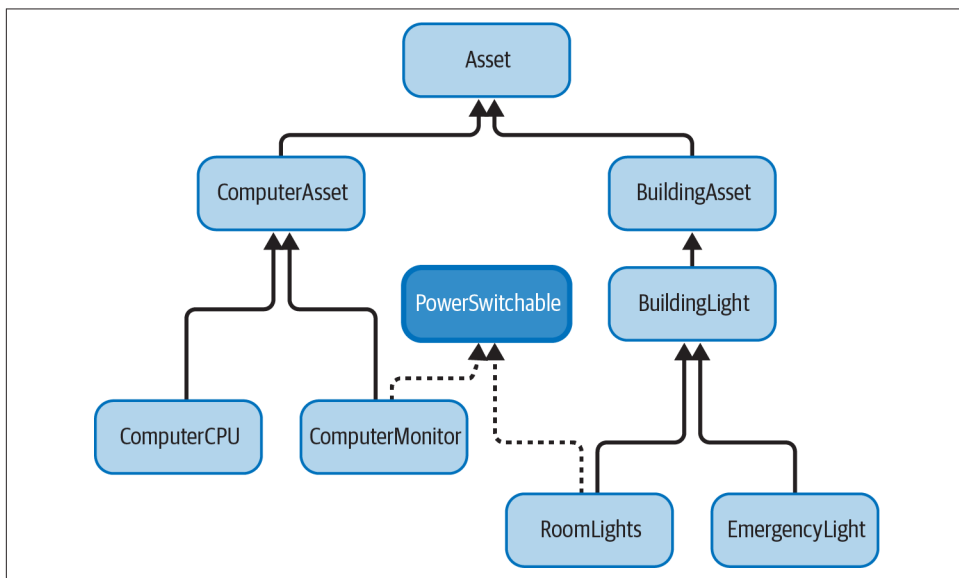 Asset
ComputerAsset
BuildingAsset
PowerSwitchable
BuildingLight
ComputerCPU
ComputerMonitor
RoomLights
EmergencyLight